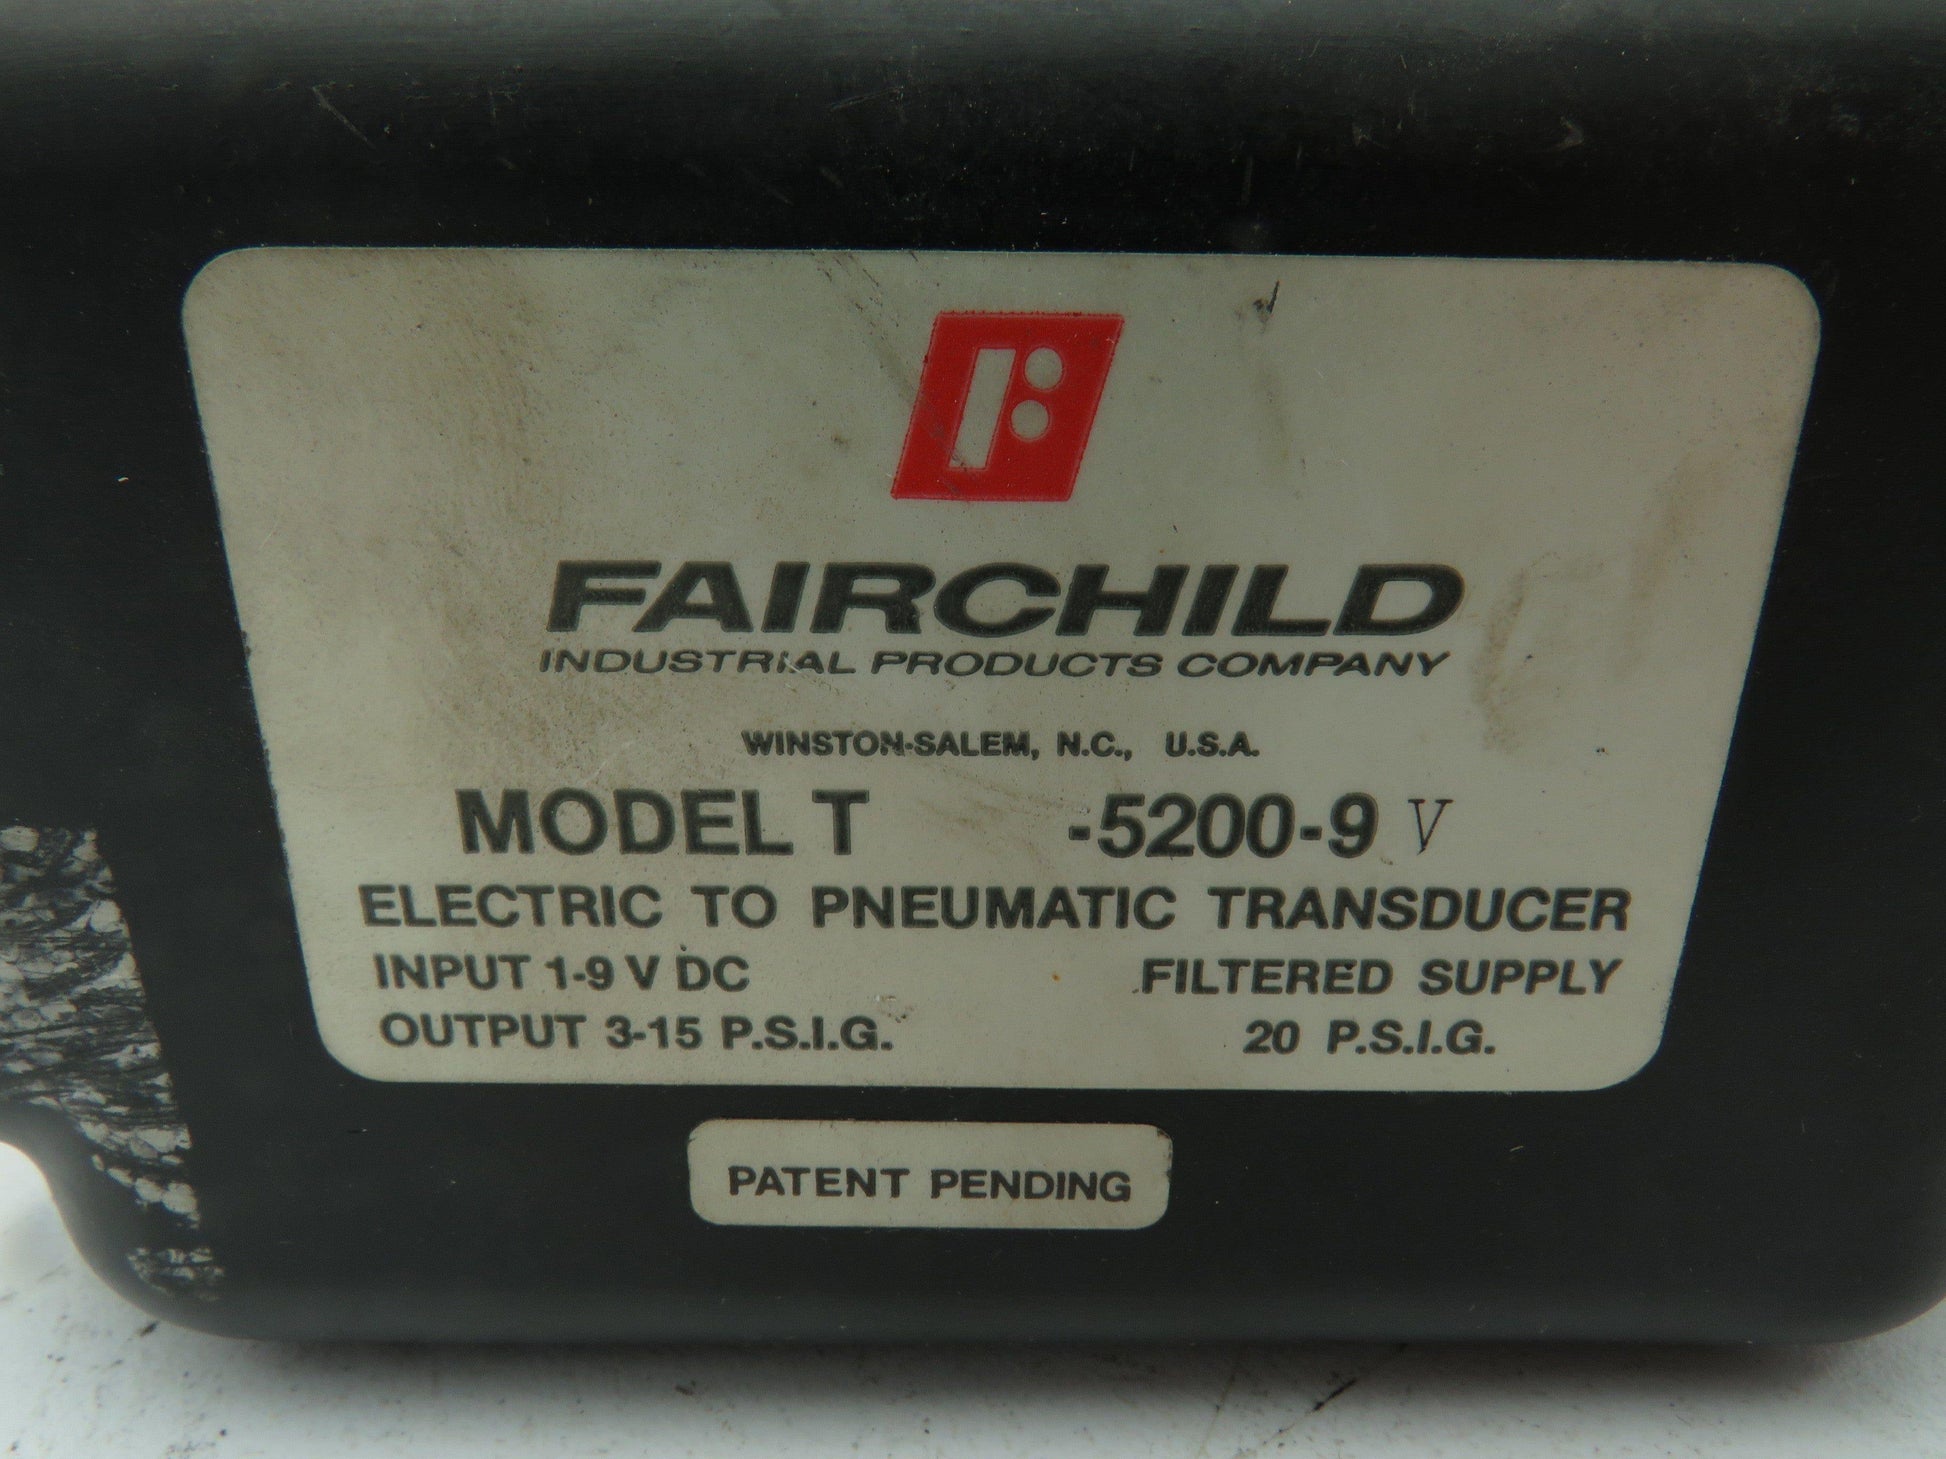 FAIRCHILD
INDUSTRIAL PRODUCTS COMPANY
WINSTON-SALEM, N.C., U.S.A.
MODEL T -5200-9 V
ELECTRIC TO PNEUMATIC TRANSDUCER
INPUT 1-9 V DC FILTERED SUPPLY
OUTPUT 3-15 P.S.I.G. 20 P.S.I.G.
PATENT PENDING